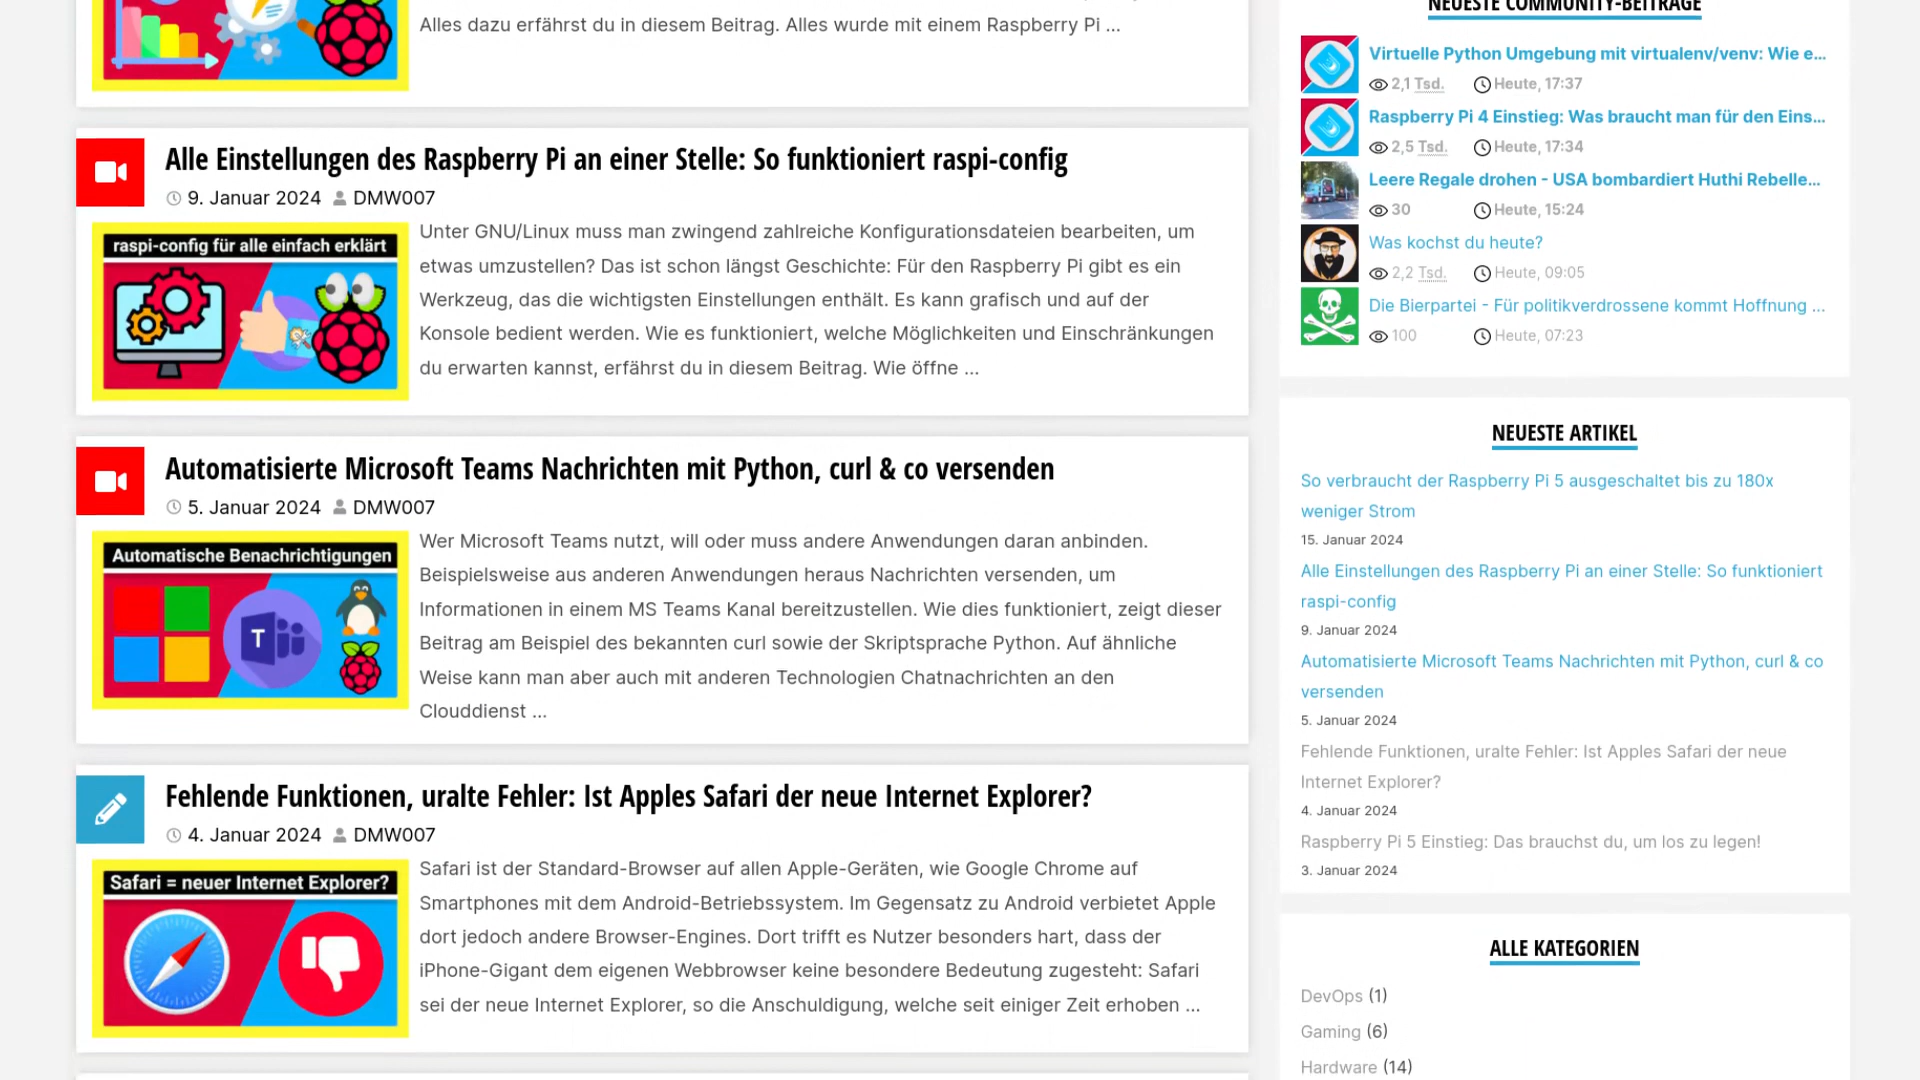 Alles dazu erfährst du in diesem Beitrag. Alles wurde mit einem Raspberry Pi ...
Alle Einstellungen des Raspberry Pi an einer Stelle: So funktioniert raspi-config
9. Januar 2024 DMW007
raspi-config für alle einfach erklärt
Unter GNU/Linux muss man zwingend zahlreiche Konfigurationsdateien bearbeiten, um
etwas umzustellen? Das ist schon längst Geschichte: Für den Raspberry Pi gibt es ein
Werkzeug, das die wichtigsten Einstellungen enthält. Es kann grafisch und auf der
Konsole bedient werden. Wie es funktioniert, welche Möglichkeiten und Einschränkungen
du erwarten kannst, erfährst du in diesem Beitrag. Wie öffne ...
Automatisierte Microsoft Teams Nachrichten mit Python, curl & co versenden
5. Januar 2024 DMW007
Automatische Benachrichtigungen
T
Wer Microsoft Teams nutzt, will oder muss andere Anwendungen daran anbinden.
Beispielsweise aus anderen Anwendungen heraus Nachrichten versenden, um
Informationen in einem MS Teams Kanal bereitzustellen. Wie dies funktioniert, zeigt dieser
Beitrag am Beispiel des bekannten curl sowie der Skriptsprache Python. Auf ähnliche
Weise kann man aber auch mit anderen Technologien Chatnachrichten an den
Clouddienst ...
Fehlende Funktionen, uralte Fehler: Ist Apples Safari der neue Internet Explorer?
4. Januar 2024 DMW007
Safari = neuer Internet Explorer?
Safari ist der Standard-Browser auf allen Apple-Geräten, wie Google Chrome auf
Smartphones mit dem Android-Betriebssystem. Im Gegensatz zu Android verbietet Apple
dort jedoch andere Browser-Engines. Dort trifft es Nutzer besonders hart, dass der
iPhone-Gigant dem eigenen Webbrowser keine besondere Bedeutung zugesteht: Safari
sei der neue Internet Explorer, so die Anschuldigung, welche seit einiger Zeit erhoben ...
NEUESTE COMMUNITY-BEITRÄGE
Virtuelle Python Umgebung mit virtualenv/venv: Wie e...
2,1 Tsd. Heute, 17:37
Raspberry Pi 4 Einstieg: Was braucht man für den Eins...
2,5 Tsd. Heute, 17:34
Leere Regale drohen - USA bombardiert Huthi Rebelle...
30 Heute, 15:24
Was kochst du heute?
2,2 Tsd. Heute, 09:05
Die Bierpartei - Für politikverdrossene kommt Hoffnung ...
100 Heute, 07:23
NEUESTE ARTIKEL
So verbraucht der Raspberry Pi 5 ausgeschaltet bis zu 180x
weniger Strom
15. Januar 2024
Alle Einstellungen des Raspberry Pi an einer Stelle: So funktioniert
raspi-config
9. Januar 2024
Automatisierte Microsoft Teams Nachrichten mit Python, curl & co
versenden
5. Januar 2024
Fehlende Funktionen, uralte Fehler: Ist Apples Safari der neue
Internet Explorer?
4. Januar 2024
Raspberry Pi 5 Einstieg: Das brauchst du, um los zu legen!
3. Januar 2024
ALLE KATEGORIEN
DevOps (1)
Gaming (6)
Hardware (14)